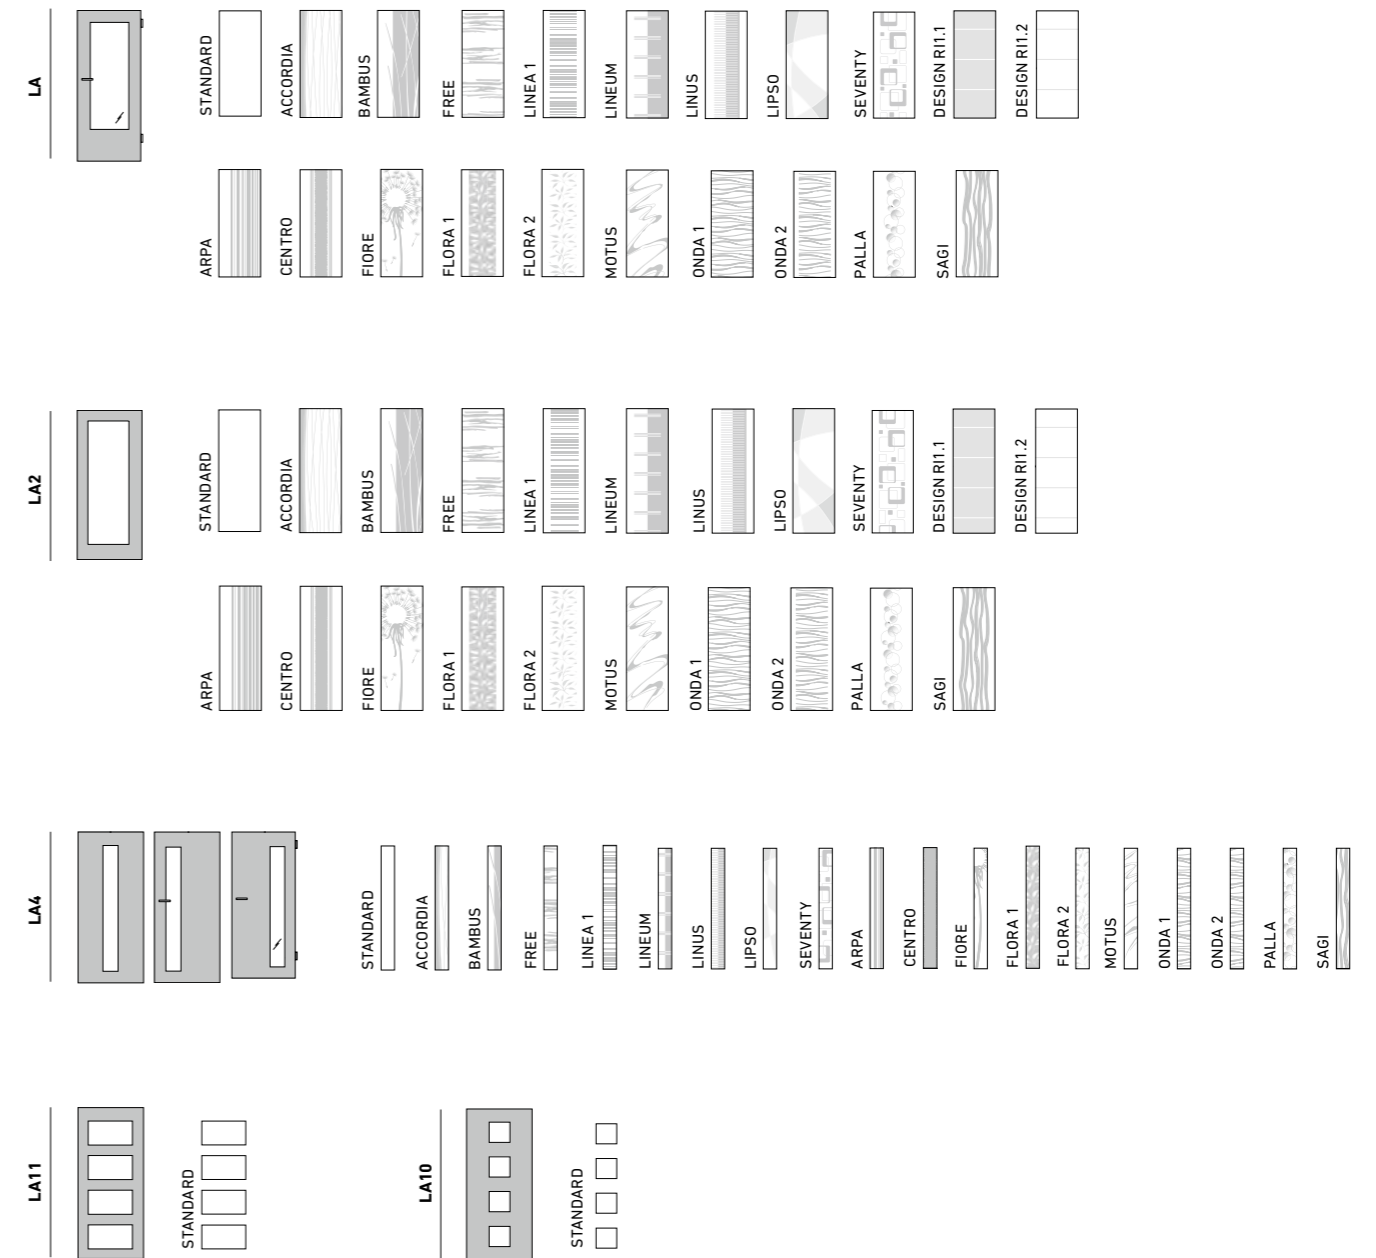 LA
STANDARD
ACCORDIA
BAMBUS
FREE
LINEA 1
LINEUM
LINUS
LIPSO
SEVENTY
DESIGN RI1.1
DESIGN RI1.2
ARPA
CENTRO
FIORE
FLORA 1
FLORA 2
MOTUS
ONDA 1
ONDA 2
PALLA
SAGI
LA2
STANDARD
ACCORDIA
BAMBUS
FREE
LINEA 1
LINEUM
LINUS
LIPSO
SEVENTY
DESIGN RI1.1
DESIGN RI1.2
ARPA
CENTRO
FIORE
FLORA 1
FLORA 2
MOTUS
ONDA 1
ONDA 2
PALLA
SAGI
LA4
STANDARD
ACCORDIA
BAMBUS
FREE
LINEA 1
LINEUM
LINUS
LIPSO
SEVENTY
ARPA
CENTRO
FIORE
FLORA 1
FLORA 2
MOTUS
ONDA 1
ONDA 2
PALLA
SAGI
LA11
STANDARD
LA10
STANDARD